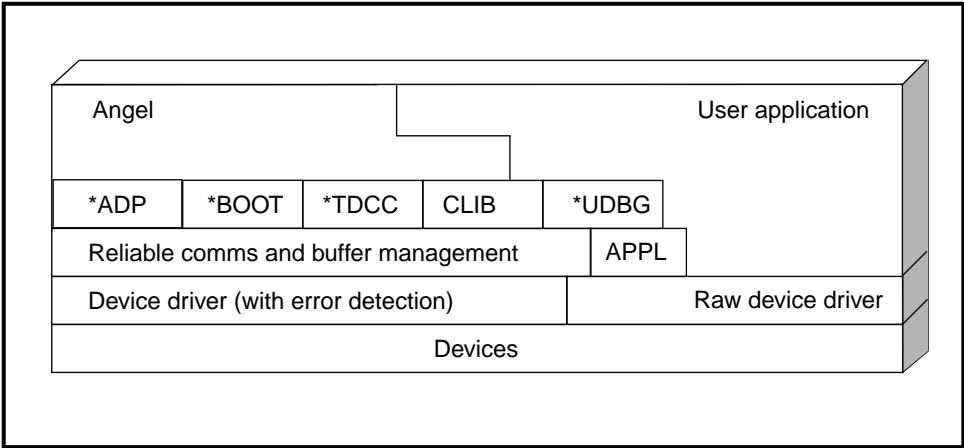 Angel User application
*ADP *BOOT *TDCC CLIB *UDBG
Reliable comms and buffer management APPL
Device driver (with error detection) Raw device driver
Devices